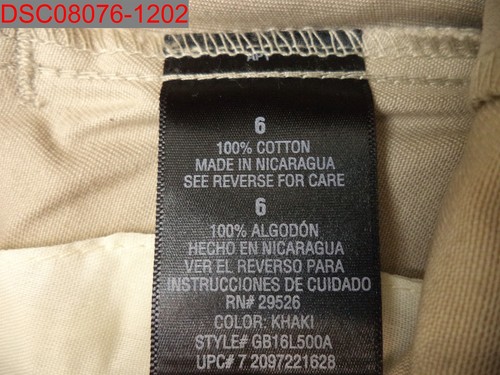 DSC08076-1202
6
100% COTTON
MADE IN NICARAGUA
SEE REVERSE FOR CARE
6
100% ALGODÓN
HECHO EN NICARAGUA
VER EL REVERSO PARA
INSTRUCCIONES DE CUIDADO
RN# 29526
COLOR: KHAKI
STYLE# GB16L500A
UPC# 7 2097221628